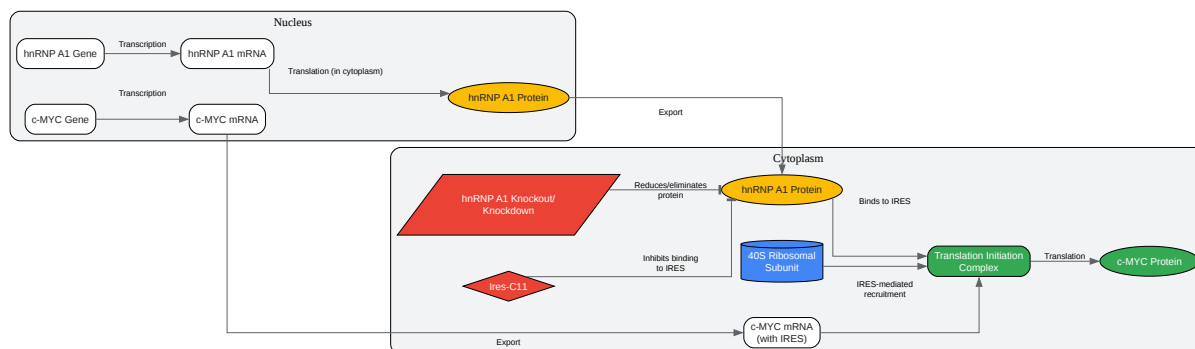 Nucleus
hnRNP A1 Gene
Transcription
hnRNP A1 mRNA
Translation (in cytoplasm)
hnRNP A1 Protein
Transcription
c-MYC Gene
c-MYC mRNA
Export
Cytoplasm
hnRNP A1 Knockout/
Knockdown
Reduces/eliminates
protein
hnRNP A1 Protein
Binds to IRES
Inhibits binding
to IRES
40S Ribosomal
Subunit
Translation Initiation
Complex
Translation
c-MYC Protein
Ires-C11
IRES-mediated
recruitment
c-MYC mRNA
(with IRES)
Export